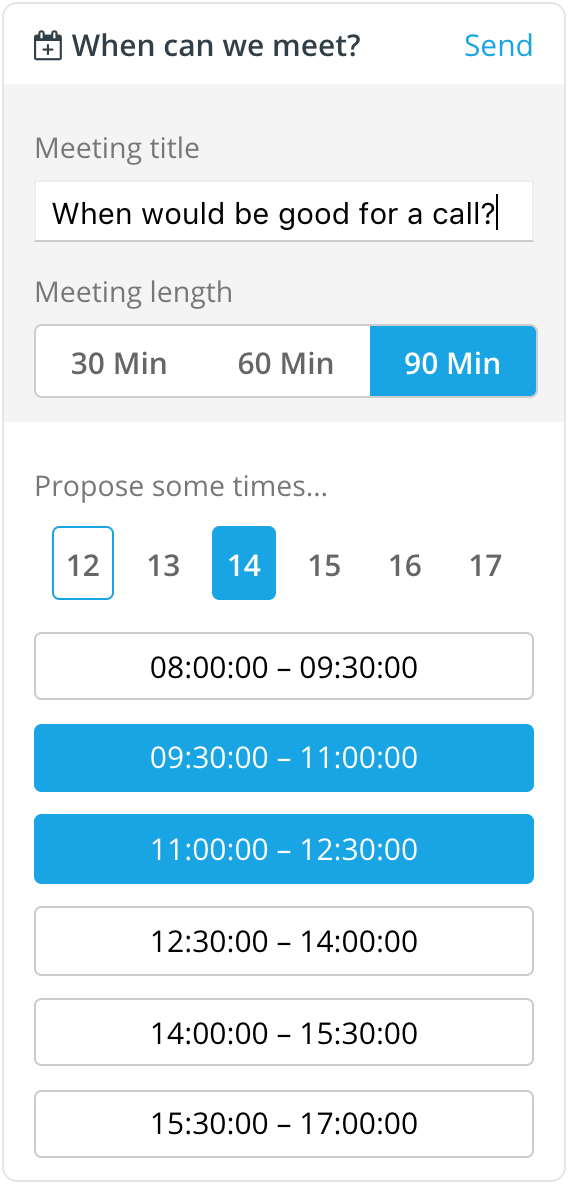 When can we meet? Send
Meeting title
When would be good for a call?
Meeting length
30 Min 60 Min 90 Min
Propose some times...
12 13 14 15 16 17
08:00:00 – 09:30:00
09:30:00 – 11:00:00
11:00:00 – 12:30:00
12:30:00 – 14:00:00
14:00:00 – 15:30:00
15:30:00 – 17:00:00